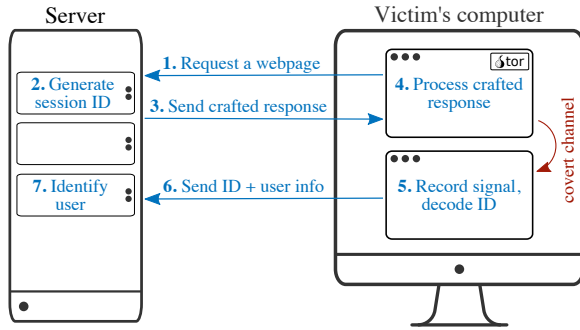 Server
Victim's computer
1. Request a webpage
2. Generate
session ID
3. Send crafted response
tor
4. Process crafted
response
covert channel
5. Record signal,
decode ID
6. Send ID + user info
7. Identify
user